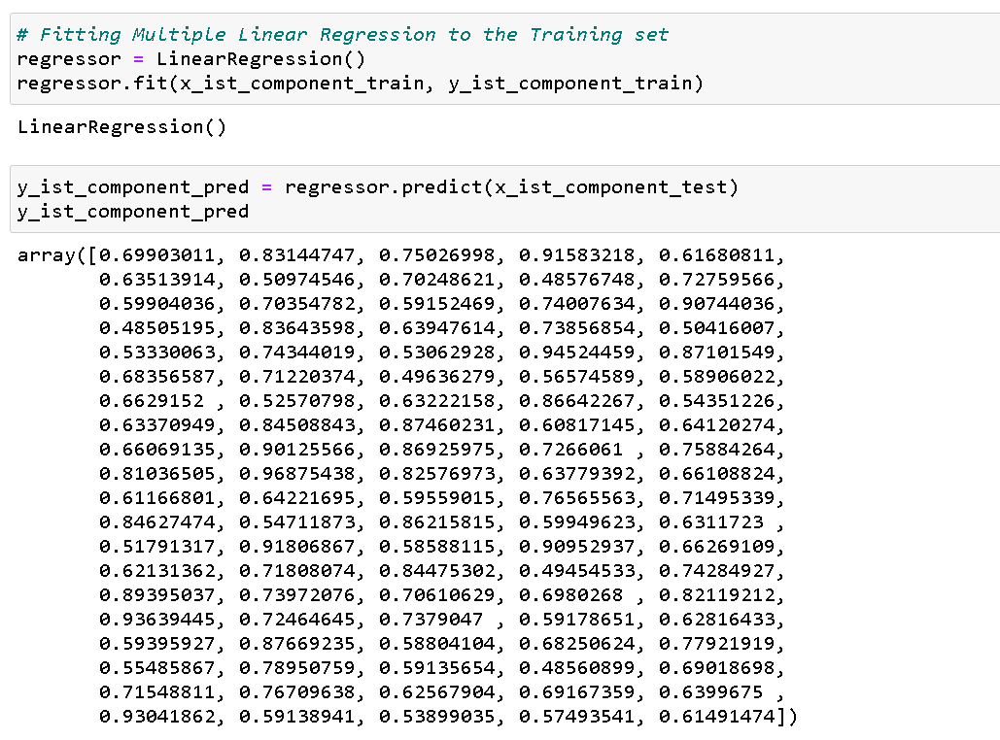 # Fitting Multiple Linear Regression to the Training set
regressor = LinearRegression()
regressor.fit(x_ist_component_train, y_ist_component_train)
LinearRegression()
y_ist_component_pred = regressor.predict(x_ist_component_test)
y_ist_component_pred
array([0.69903011, 0.83144747, 0.75026998, 0.91583218, 0.61680811,
0.63513914, 0.50974546, 0.70248621, 0.48576748, 0.72759566,
0.59904036, 0.70354782, 0.59152469, 0.74007634, 0.90744036,
0.48505195, 0.83643598, 0.63947614, 0.73856854, 0.50416007,
0.53330063, 0.74344019, 0.53062928, 0.94524459, 0.87101549,
0.68356587, 0.71220374, 0.49636279, 0.56574589, 0.58906022,
0.6629152 , 0.52570798, 0.63222158, 0.86642267, 0.54351226,
0.63370949, 0.84508843, 0.87460231, 0.60817145, 0.64120274,
0.66069135, 0.90125566, 0.86925975, 0.7266061 , 0.75884264,
0.81036505, 0.96875438, 0.82576973, 0.63779392, 0.66108824,
0.61166801, 0.64221695, 0.59559015, 0.76565563, 0.71495339,
0.84627474, 0.54711873, 0.86215815, 0.59949623, 0.6311723 ,
0.51791317, 0.91806867, 0.58588115, 0.90952937, 0.66269109,
0.62131362, 0.71808074, 0.84475302, 0.49454533, 0.74284927,
0.89395037, 0.73972076, 0.70610629, 0.6980268 , 0.82119212,
0.93639445, 0.72464645, 0.7379047 , 0.59178651, 0.62816433,
0.59395927, 0.87669235, 0.58804104, 0.68250624, 0.77921919,
0.55485867, 0.78950759, 0.59135654, 0.48560899, 0.69018698,
0.71548811, 0.76709638, 0.62567904, 0.69167359, 0.6399675 ,
0.93041862, 0.59138941, 0.53899035, 0.57493541, 0.61491474])